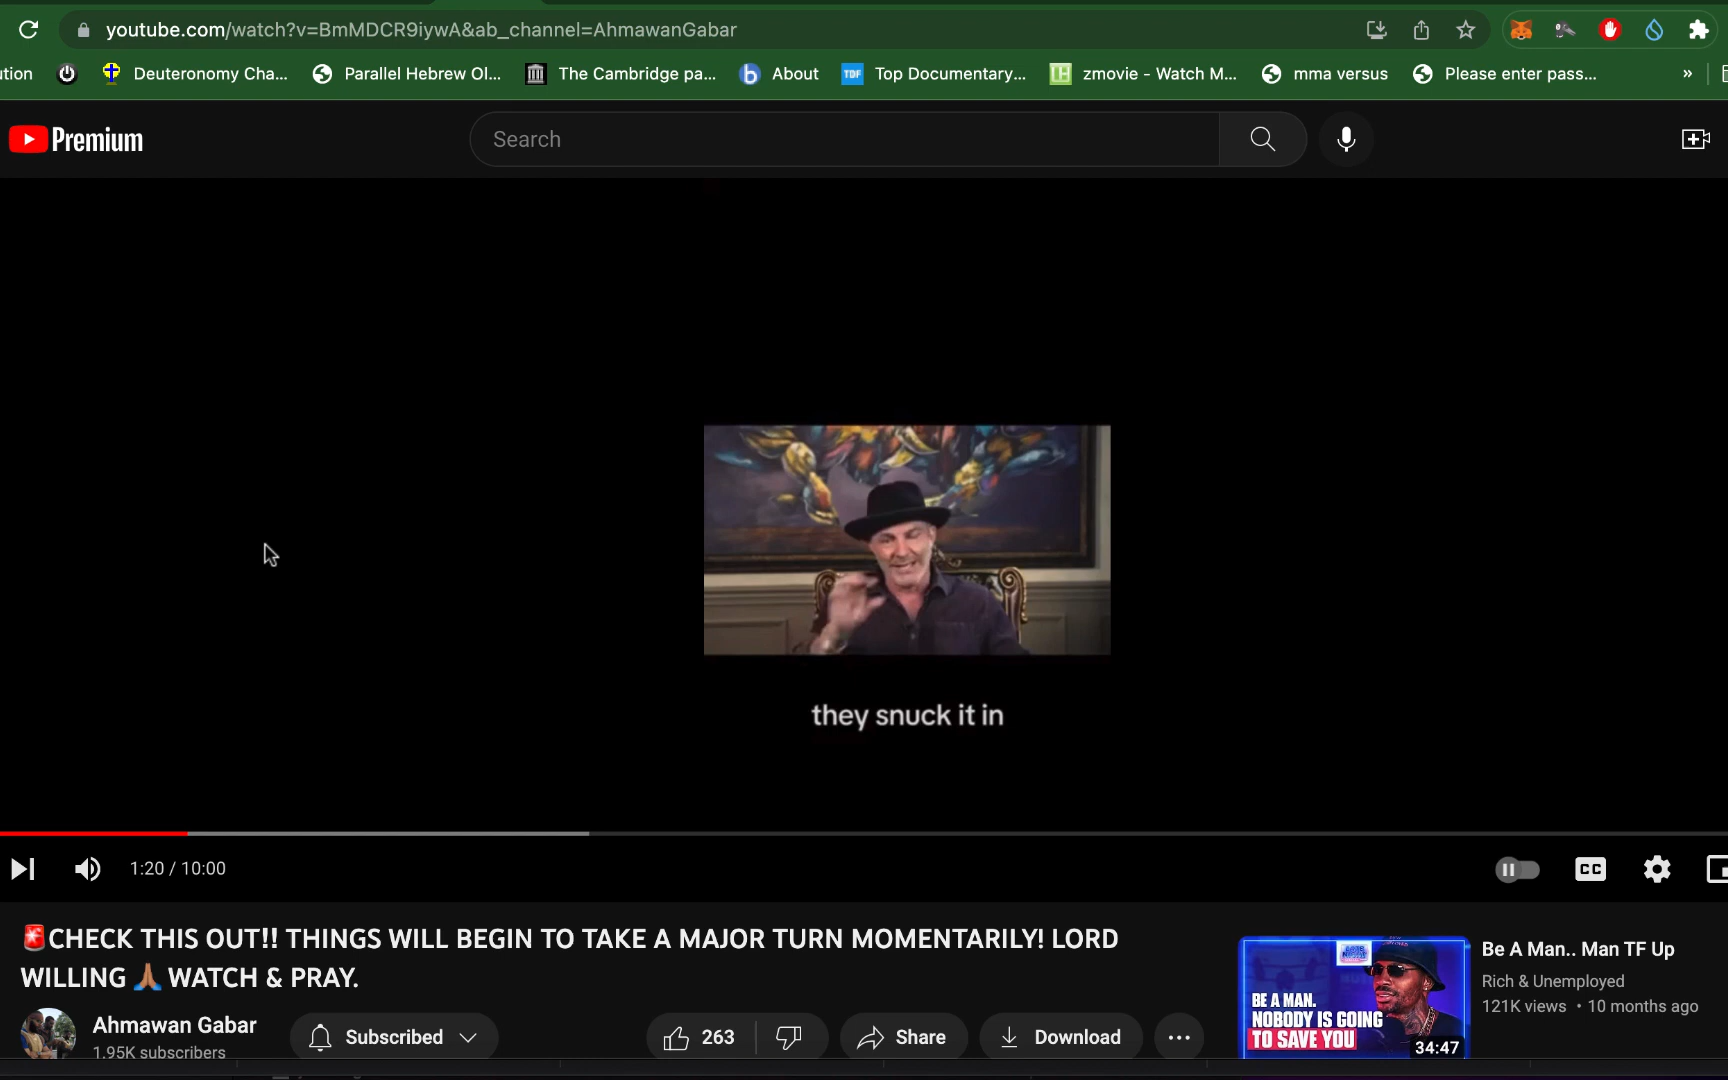 youtube.com/watch?v=BmMDCR9iywA&ab_channel=AhmawanGabar
ution Deuteronomy Cha... Parallel Hebrew Ol... The Cambridge pa... b About TDF Top Documentary... zmovie - Watch M... mma versus Please enter pass... »
Premium
Search
they snuck it in
1:20 / 10:00
CC
🚨CHECK THIS OUT!! THINGS WILL BEGIN TO TAKE A MAJOR TURN MOMENTARILY! LORD
WILLING 🙏🏾 WATCH & PRAY.
Ahmawan Gabar
1.95K subscribers
Subscribed
263
Share
Download
BE A MAN.
NOBODY IS GOING
TO SAVE YOU
34:47
Be A Man.. Man TF Up
Rich & Unemployed
121K views • 10 months ago